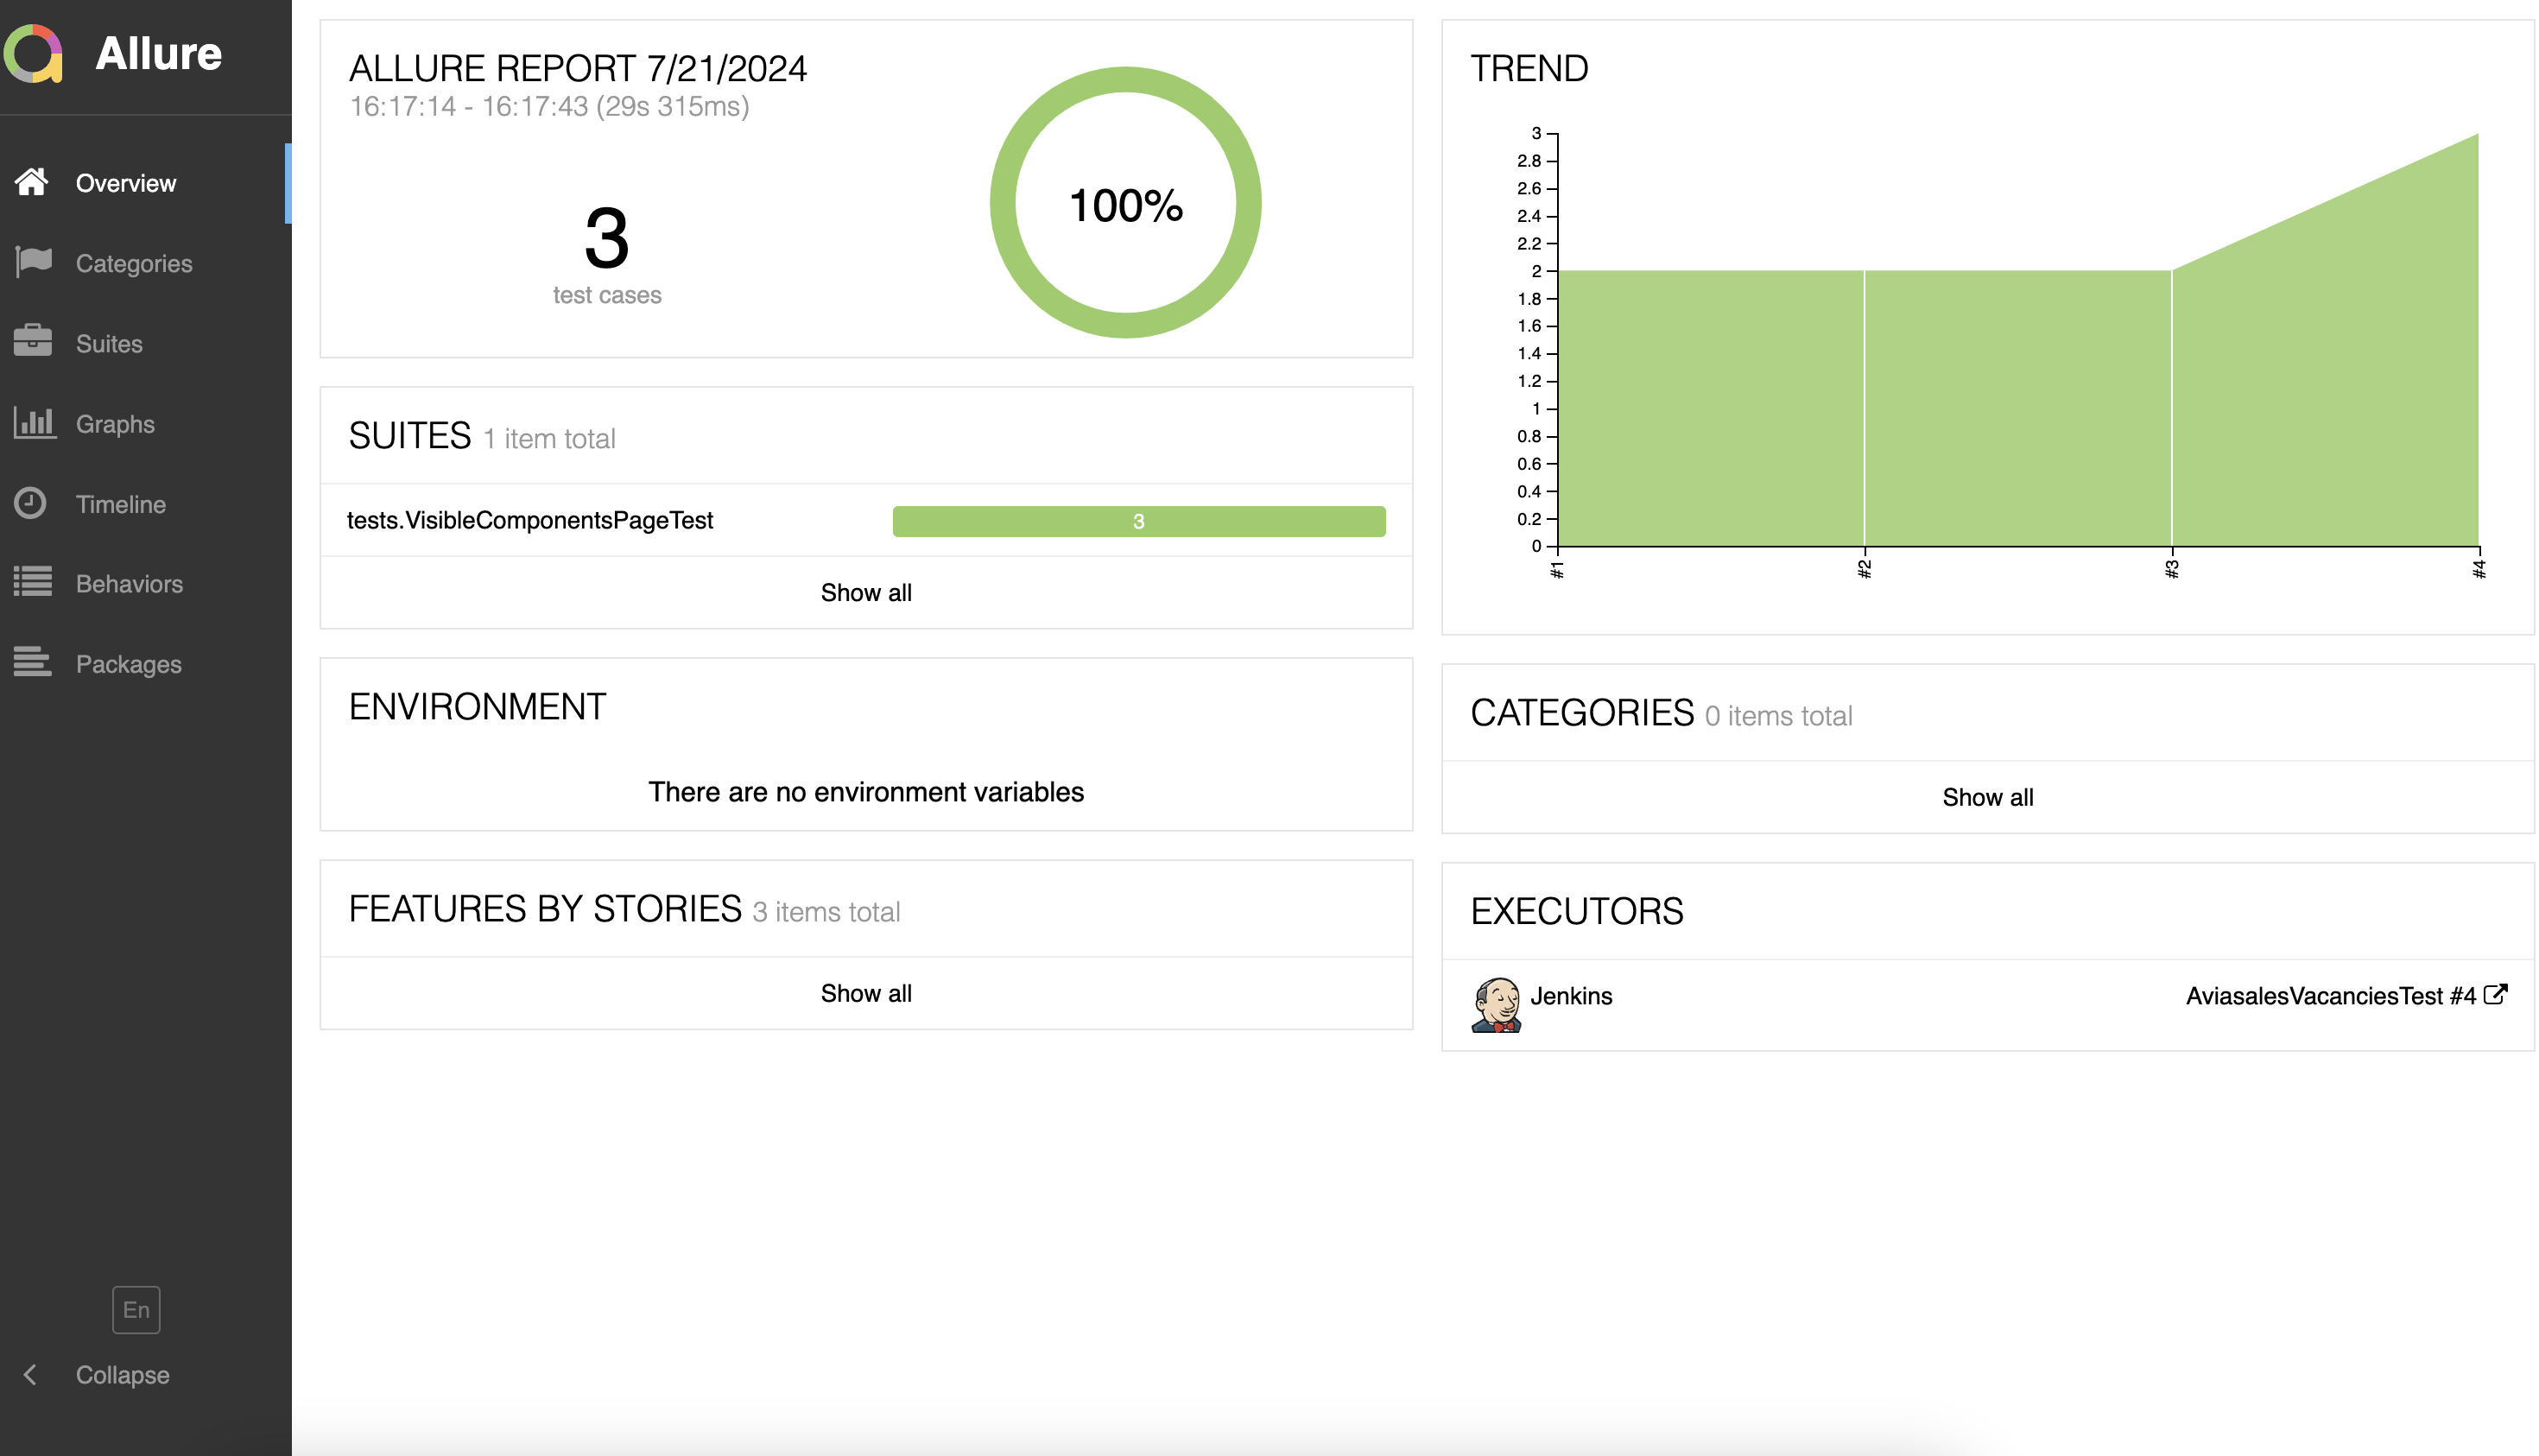 Allure
Overview
Categories
Suites
Graphs
Timeline
Behaviors
Packages
En
Collapse
ALLURE REPORT 7/21/2024
16:17:14 - 16:17:43 (29s 315ms)
3
test cases
100%
SUITES 1 item total
tests.VisibleComponentsPageTest 3
Show all
ENVIRONMENT
There are no environment variables
FEATURES BY STORIES 3 items total
Show all
TREND
3
2.8
2.6
2.4
2.2
2
1.8
1.6
1.4
1.2
1
0.8
0.6
0.4
0.2
0
#1 #2 #3 #4
CATEGORIES 0 items total
Show all
EXECUTORS
Jenkins AviasalesVacanciesTest #4